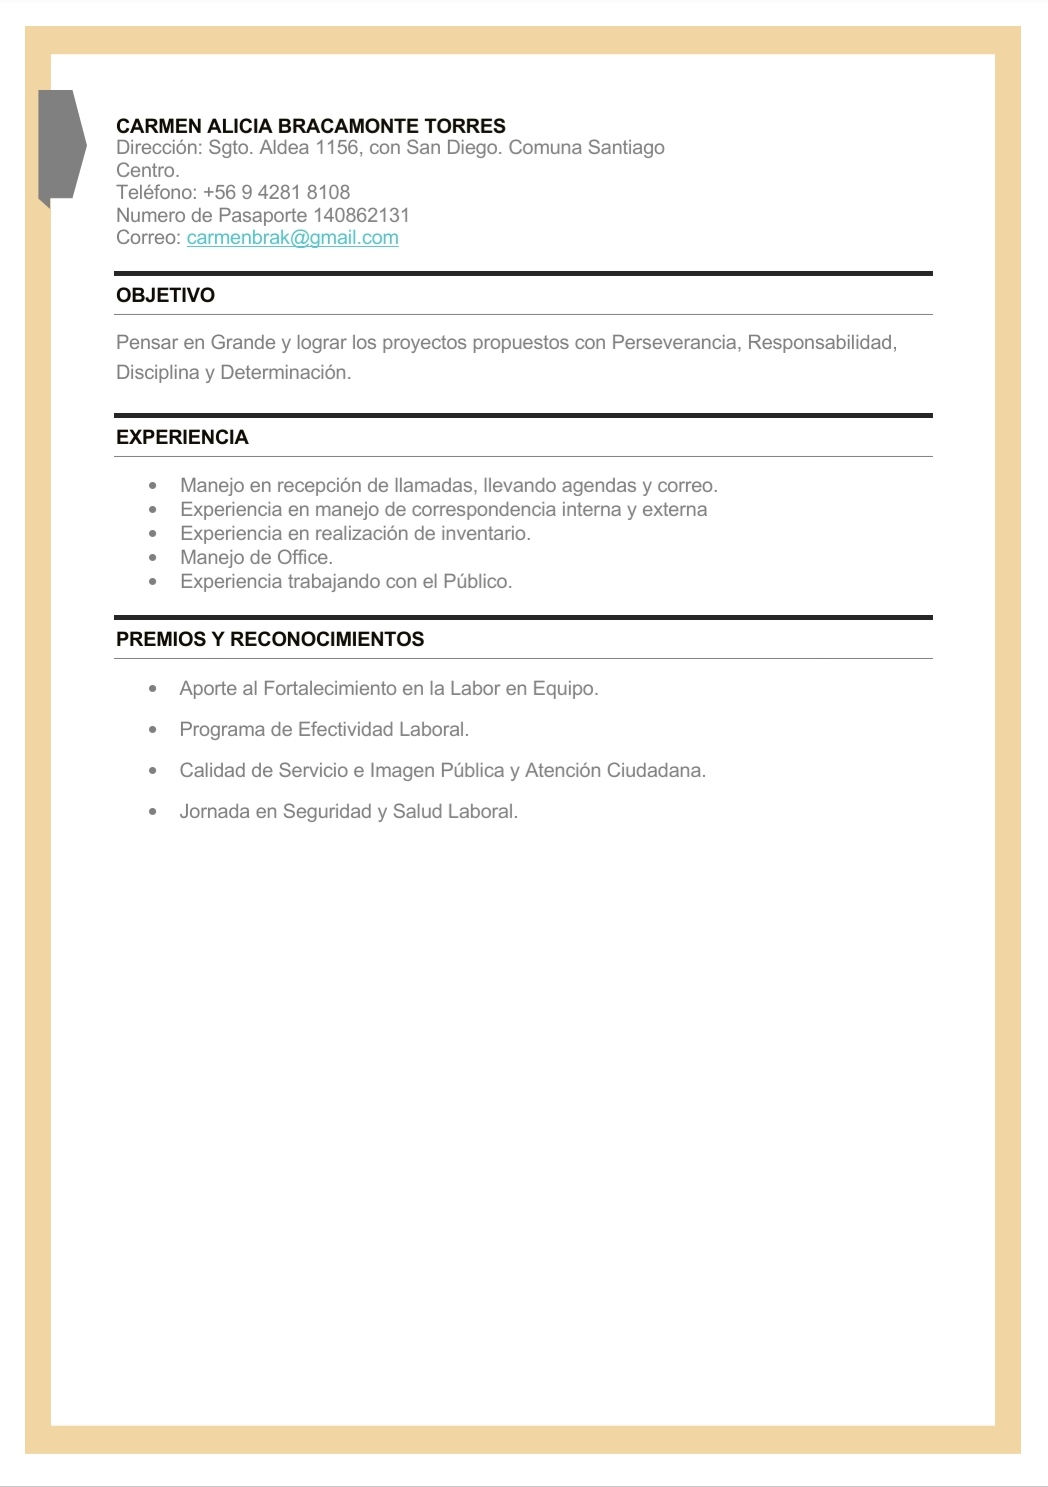 CARMEN ALICIA BRACAMONTE TORRES
Dirección: Sgto. Aldea 1156, con San Diego. Comuna Santiago
Centro.
Teléfono: +56 9 4281 8108
Numero de Pasaporte 140862131
Correo: carmenbrak@gmail.com
OBJETIVO
Pensar en Grande y lograr los proyectos propuestos con Perseverancia, Responsabilidad,
Disciplina y Determinación.
EXPERIENCIA
• Manejo en recepción de llamadas, llevando agendas y correo.
• Experiencia en manejo de correspondencia interna y externa
• Experiencia en realización de inventario.
• Manejo de Office.
• Experiencia trabajando con el Público.
PREMIOS Y RECONOCIMIENTOS
• Aporte al Fortalecimiento en la Labor en Equipo.
• Programa de Efectividad Laboral.
• Calidad de Servicio e Imagen Pública y Atención Ciudadana.
• Jornada en Seguridad y Salud Laboral.